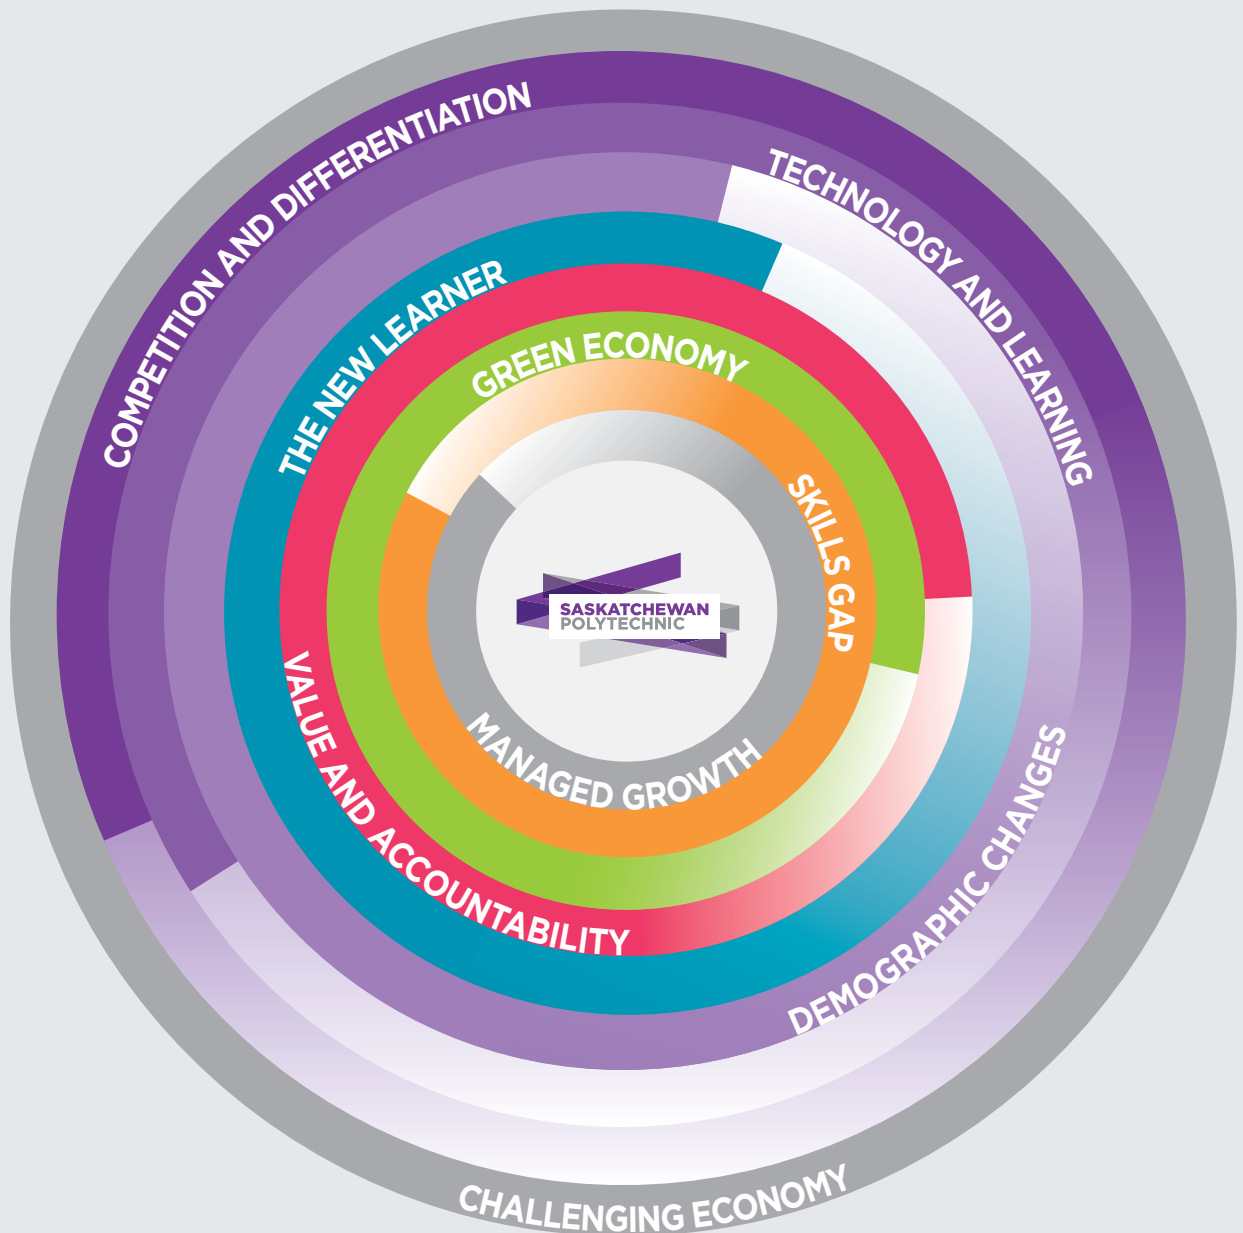 COMPETITION AND DIFFERENTIATION
TECHNOLOGY AND LEARNING
THE NEW LEARNER
GREEN ECONOMY
SKILLS GAP
SASKATCHEWAN
POLYTECHNIC
VALUE AND ACCOUNTABILITY
MANAGED GROWTH
DEMOGRAPHIC CHANGES
CHALLENGING ECONOMY